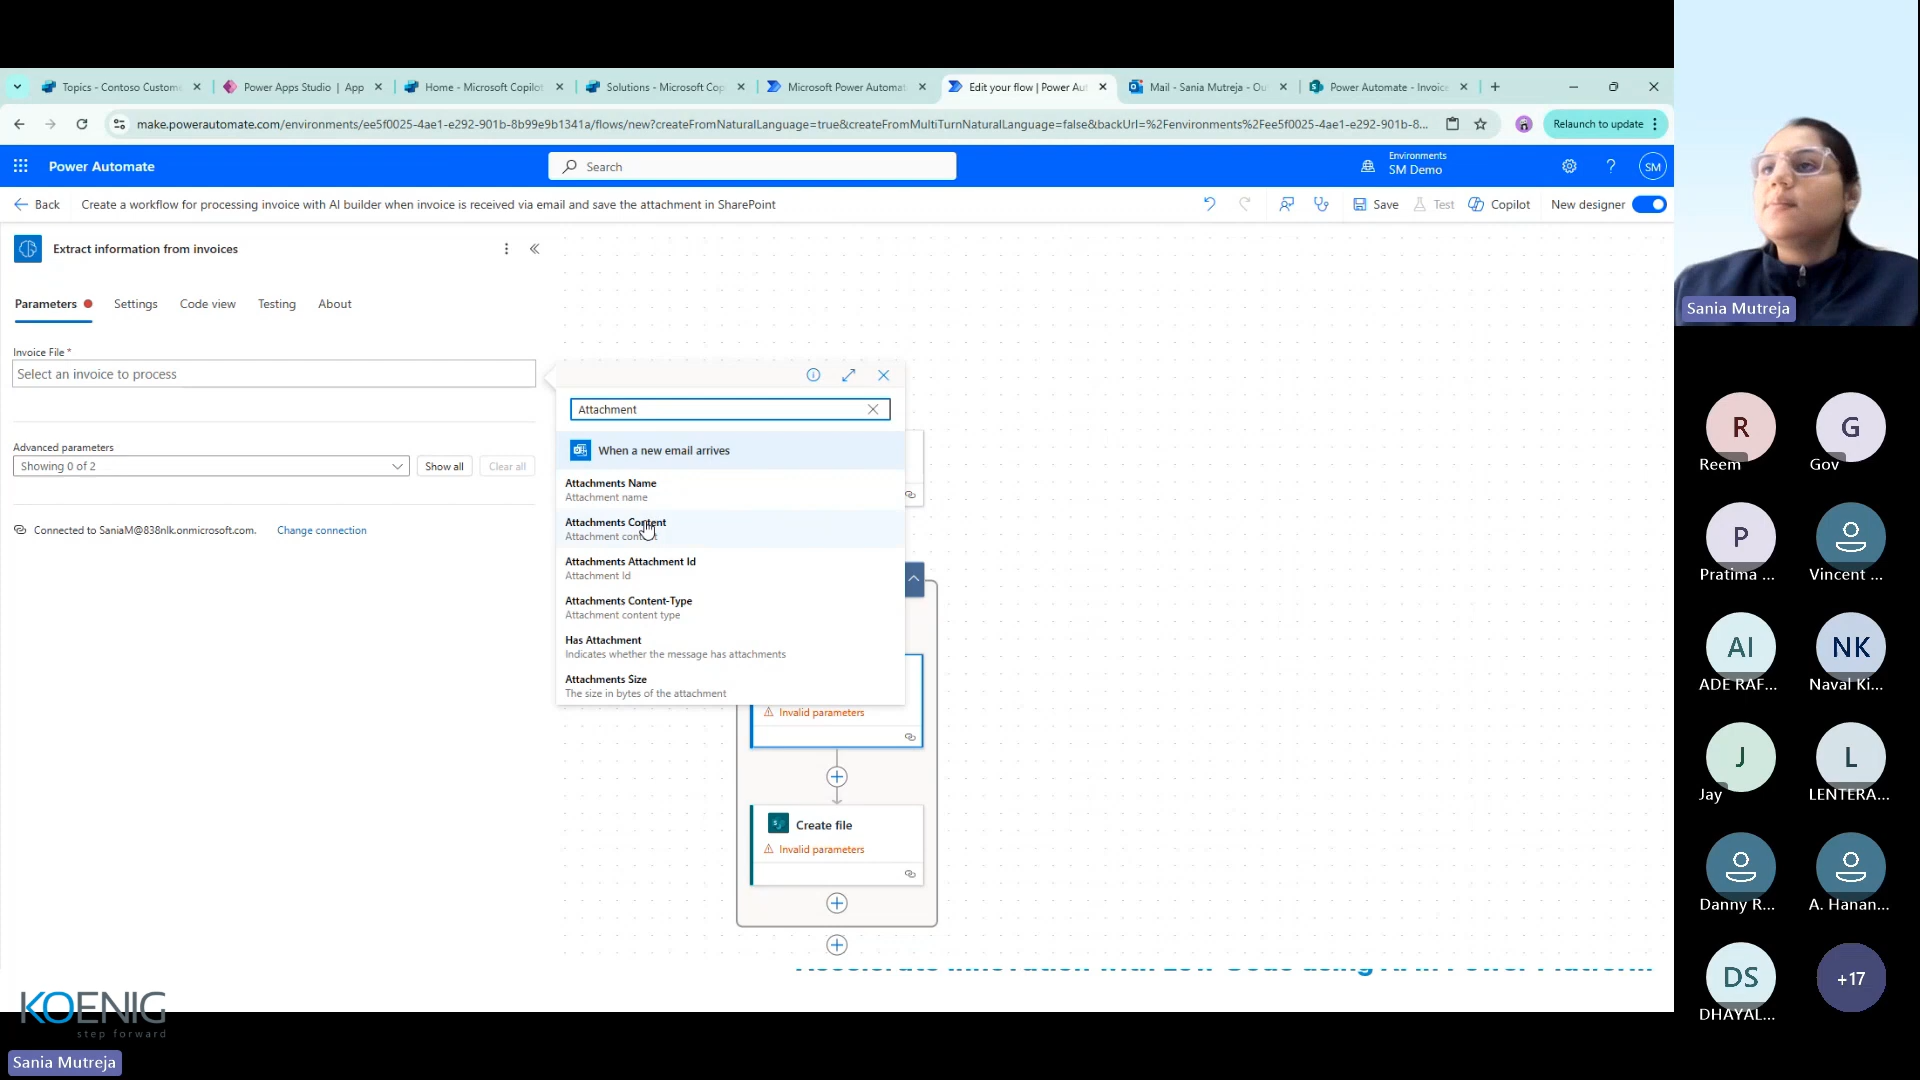 Topics - Contoso Custom
Power Apps Studio | App
Home - Microsoft Copilot
Solutions - Microsoft Cop
Microsoft Power Automat
Edit your flow | Power Au
Mail - Sania Mutreja - Ou
Power Automate - Invoice
make.powerautomate.com/environments/ee5f0025-4ae1-e292-901b-8b99e9b1341a/flows/new?createFromNaturalLanguage=true&createFromMultiTurnNaturalLanguage=false&backUrl=%2Fenvironments%2Fee5f0025-4ae1-e292-901b-8...
Relaunch to update
Power Automate
Search
Environments
SM Demo
SM
Back
Create a workflow for processing invoice with AI builder when invoice is received via email and save the attachment in SharePoint
Save
Test
Copilot
New designer
Extract information from invoices
Parameters
Settings
Code view
Testing
About
Invoice File *
Select an invoice to process
Advanced parameters
Showing 0 of 2
Show all
Clear all
Connected to SaniaM@838nlk.onmicrosoft.com.
Change connection
Attachment
When a new email arrives
Attachments Name
Attachment name
Attachments Content
Attachment content
Attachments Attachment Id
Attachment Id
Attachments Content-Type
Attachment content type
Has Attachment
Indicates whether the message has attachments
Attachments Size
The size in bytes of the attachment
Invalid parameters
Create file
Invalid parameters
KOENIG
step forward
Sania Mutreja
Sania Mutreja
R
Reem
G
Gov
P
Pratima ...
Vincent ...
AI
ADE RAF...
NK
Naval Ki...
J
Jay
L
LENTERA...
Danny R...
A. Hanan...
DS
DHAYAL...
+17